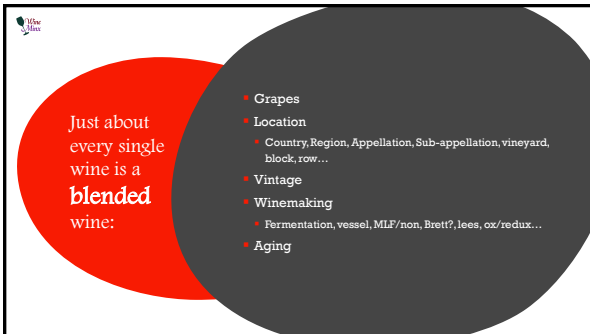 Wine
Minx
Just about
every single
wine is a
blended
wine:
Grapes
Location
Country, Region, Appellation, Sub-appellation, vineyard,
block, row…
Vintage
Winemaking
Fermentation, vessel, MLF/non, Brett?, lees, ox/redux…
Aging